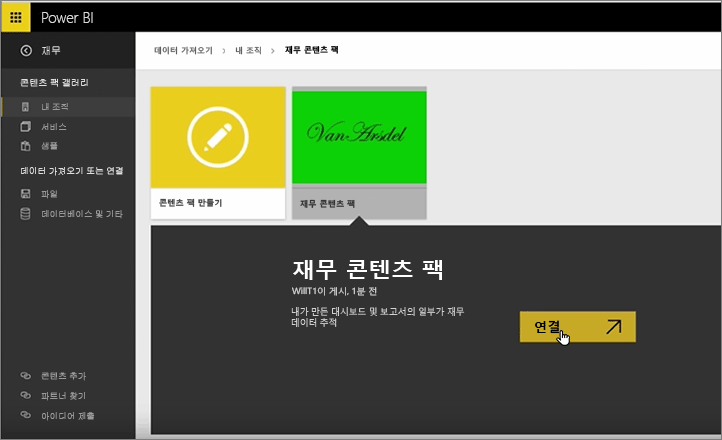 Power BI
재무
콘텐츠 팩 갤러리
내 조직
서비스
샘플
데이터 가져오기 또는 연결
파일
데이터베이스 및 기타
콘텐츠 추가
파트너 찾기
아이디어 제출
데이터 가져오기 > 내 조직 > 재무 콘텐츠 팩
VanArsdel
콘텐츠 팩 만들기
재무 콘텐츠 팩
재무 콘텐츠 팩
WillT1이 게시, 1분 전
내가 만든 대시보드 및 보고서의 일부가 재무
데이터 추적
연결